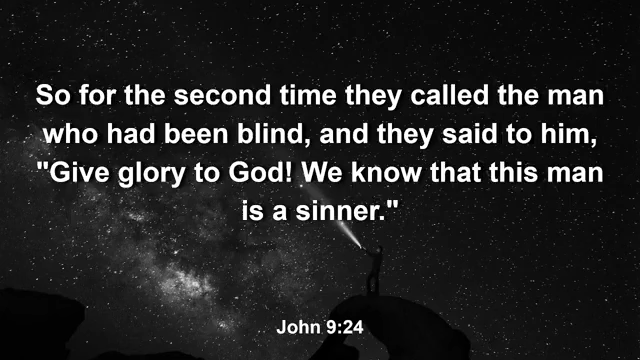 So for the second time they called the man
who had been blind, and they said to him,
"Give glory to God! We know that this man
is a sinner."
John 9:24